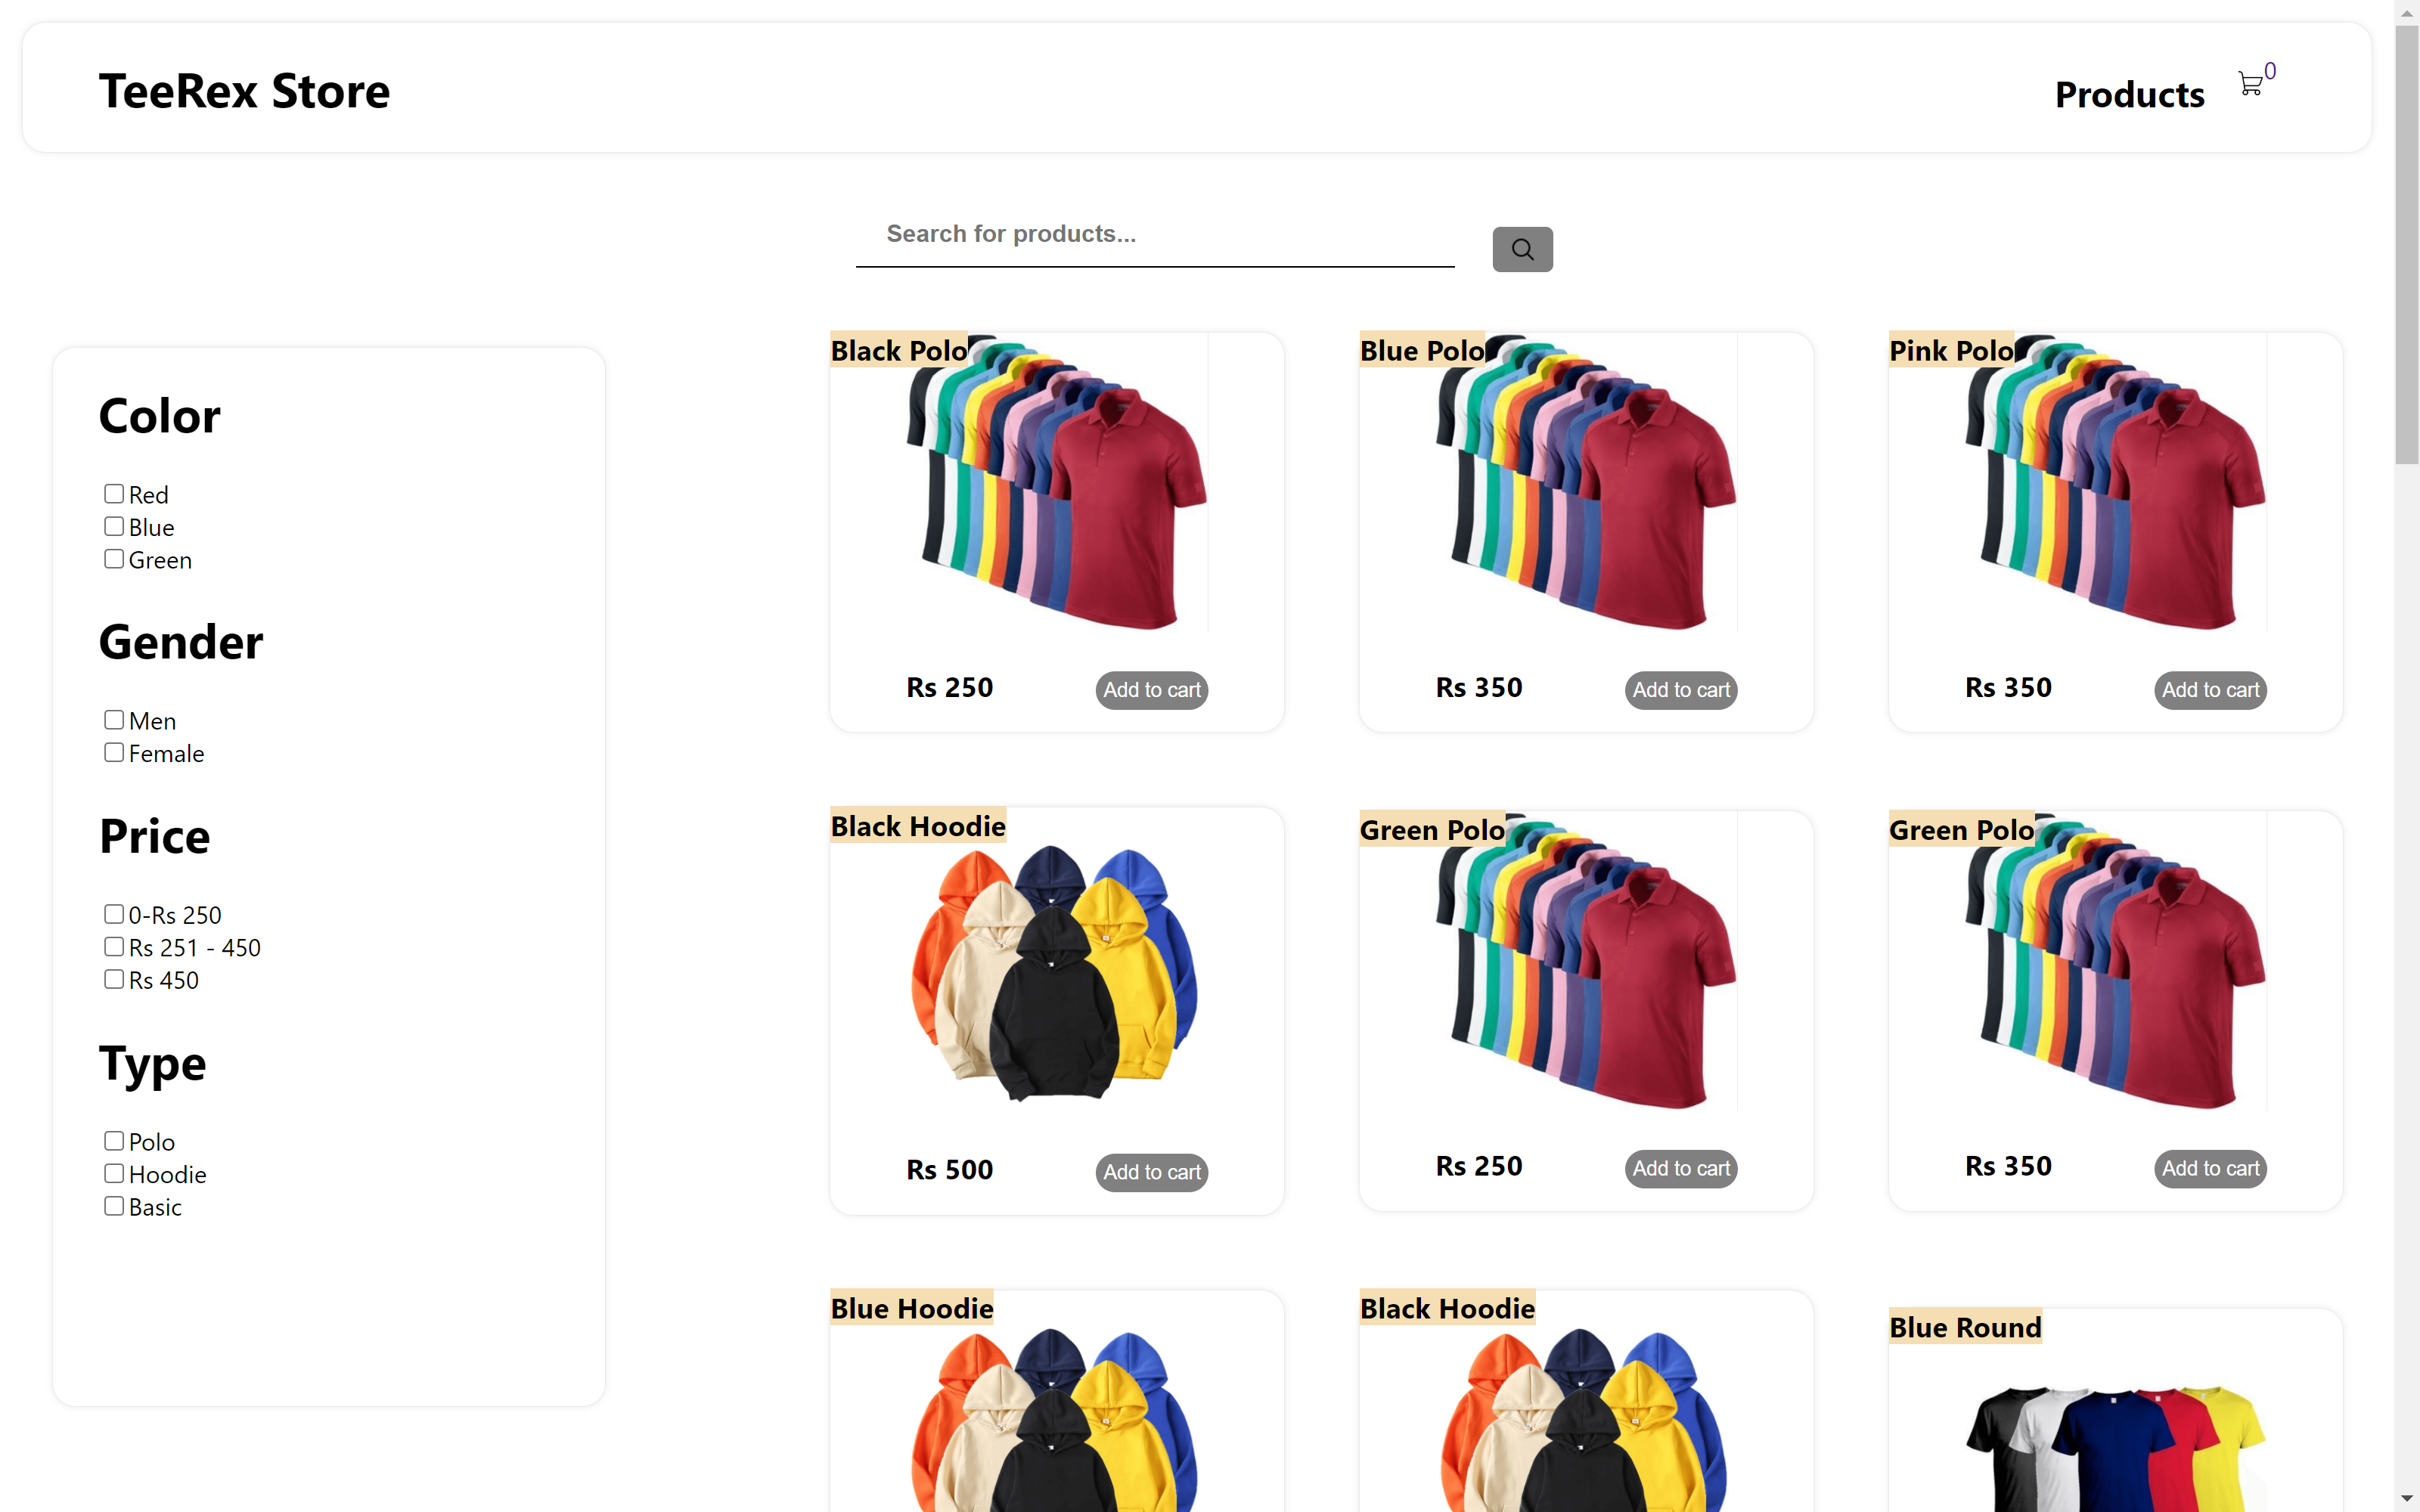 TeeRex Store
Products
0
Search for products...
Color
Red
Blue
Green
Gender
Men
Female
Price
0-Rs 250
Rs 251 - 450
Rs 450
Type
Polo
Hoodie
Basic
Black Polo
Rs 250
Add to cart
Blue Polo
Rs 350
Add to cart
Pink Polo
Rs 350
Add to cart
Black Hoodie
Rs 500
Add to cart
Green Polo
Rs 250
Add to cart
Green Polo
Rs 350
Add to cart
Blue Hoodie
Black Hoodie
Blue Round